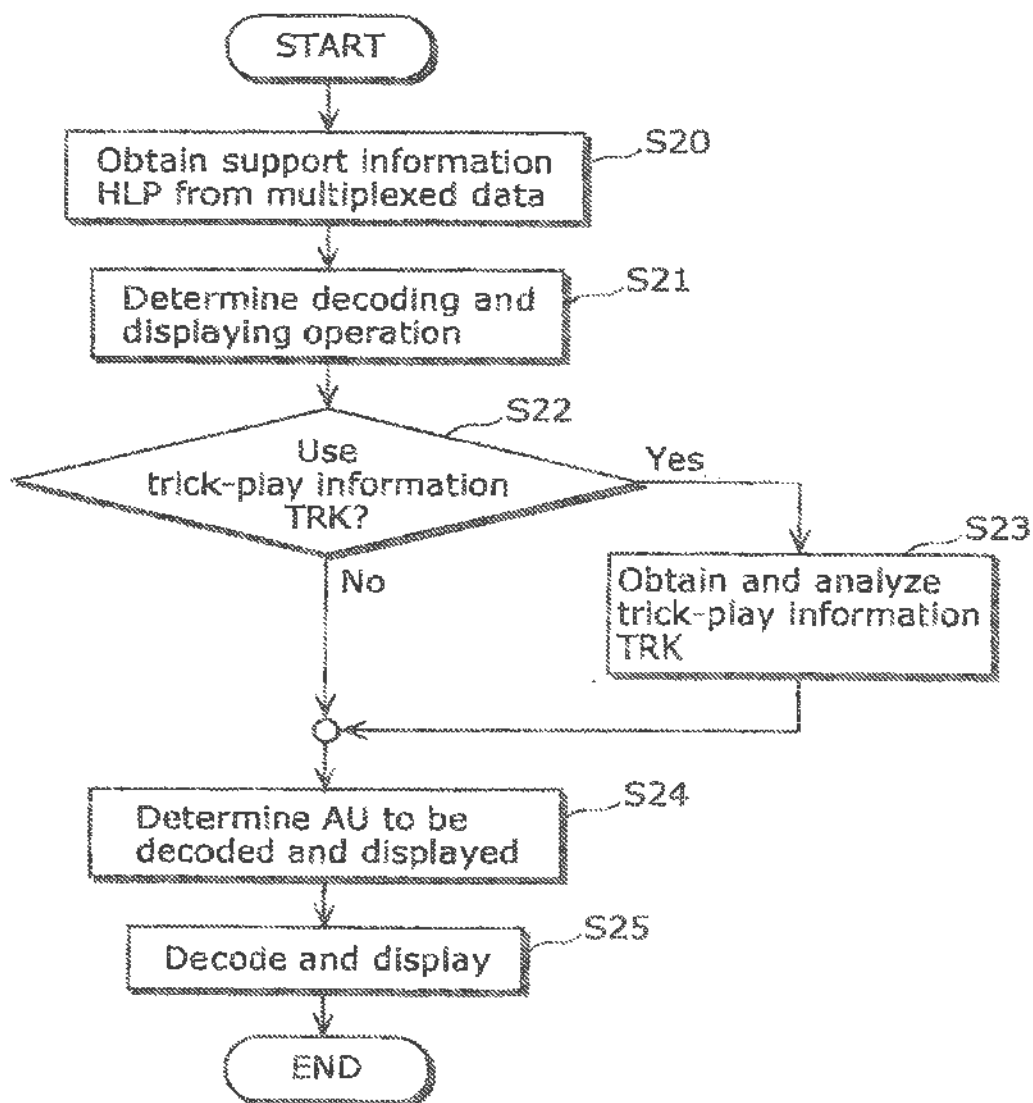 START
S20
Obtain support information
HLP from multiplexed data
S21
Determine decoding and
displaying operation
S22
Use
trick-play information
TRK?
Yes
No
S23
Obtain and analyze
trick-play information
TRK
S24
Determine AU to be
decoded and displayed
S25
Decode and display
END